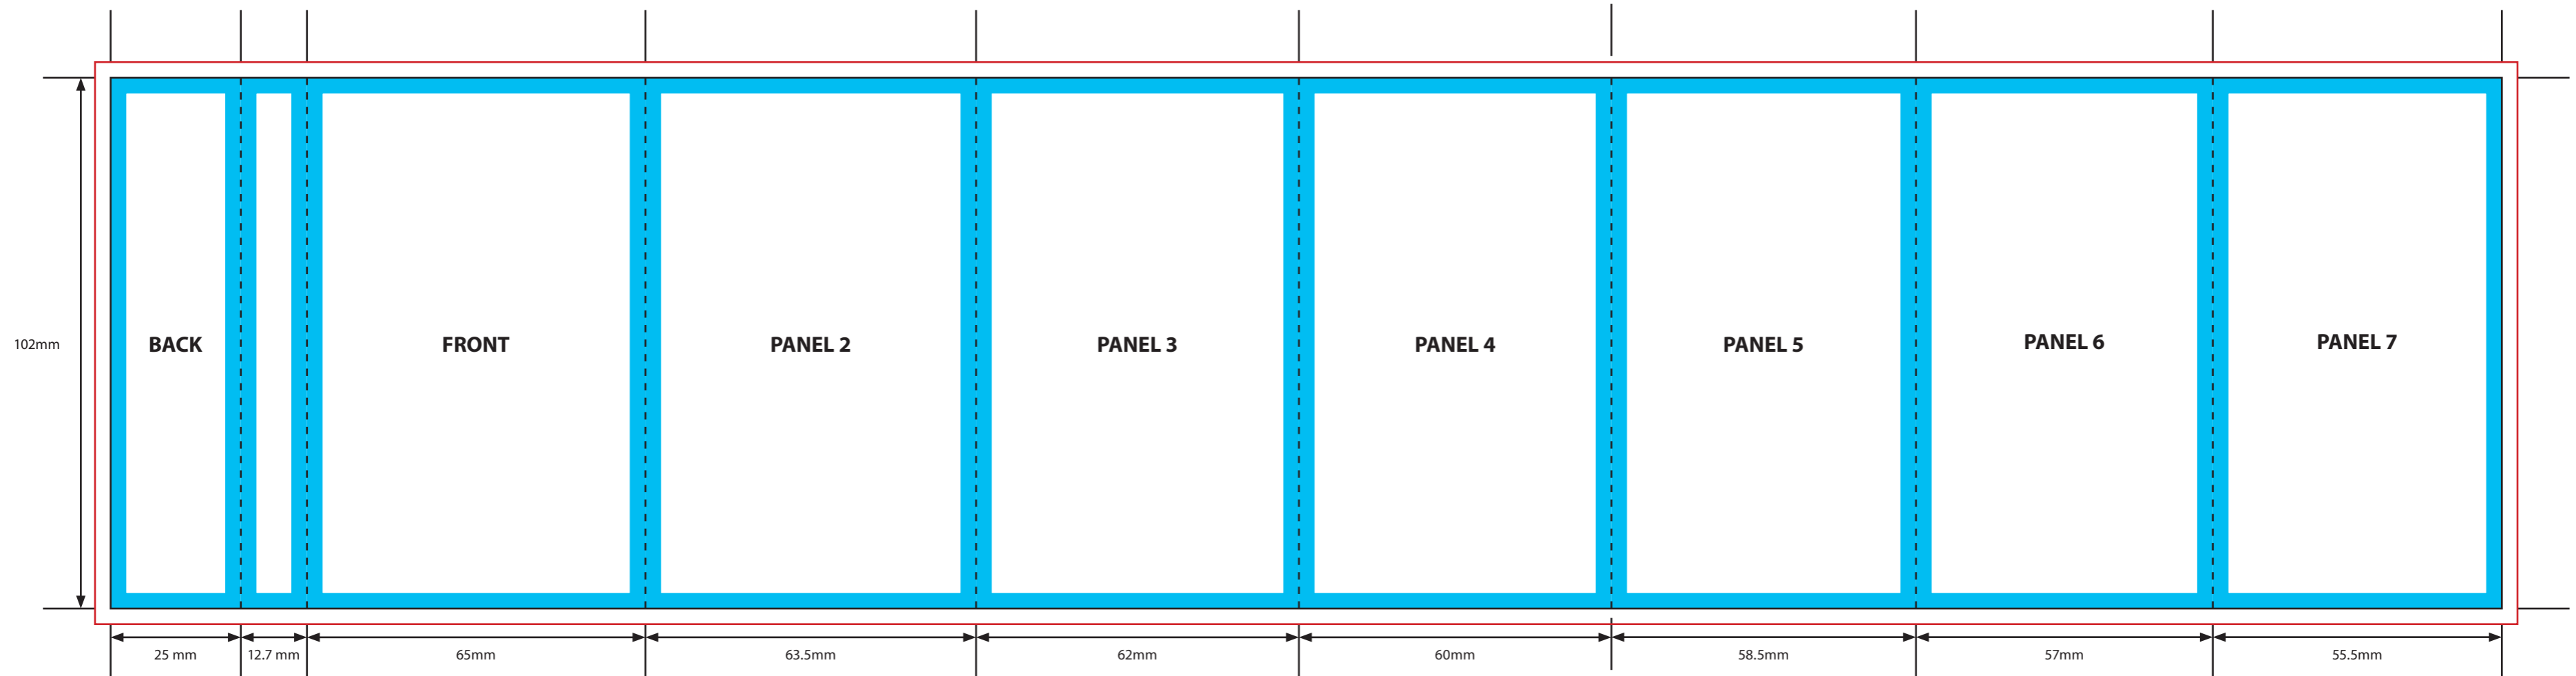 102mm
BACK
FRONT
PANEL 2
PANEL 3
PANEL 4
PANEL 5
PANEL 6
PANEL 7
25 mm
12.7 mm
65mm
63.5mm
62mm
60mm
58.5mm
57mm
55.5mm